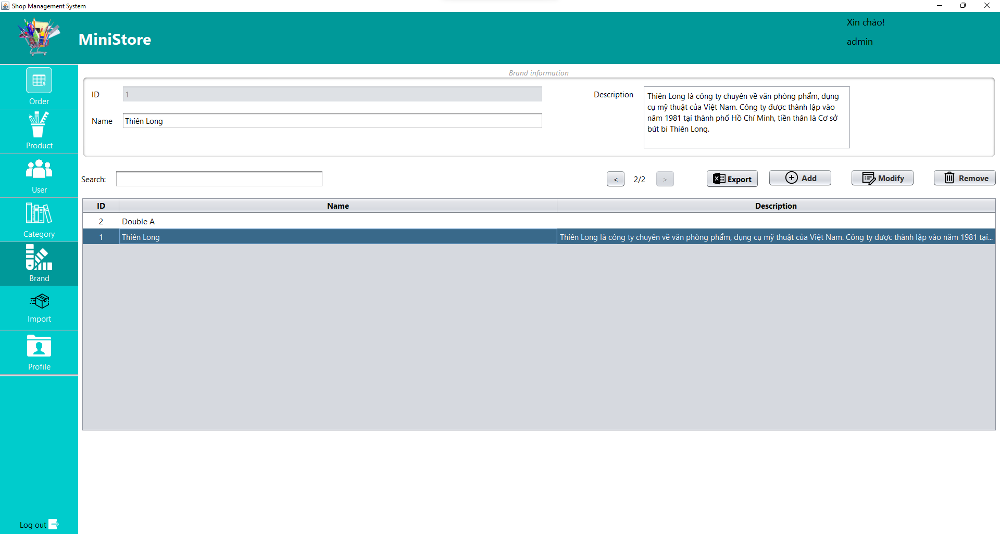 Shop Management System
MiniStore
Xin chào!
admin
Order
Product
User
Category
Brand
Import
Profile
Log out
Brand information
ID
1
Name
Thiên Long
Description
Thiên Long là công ty chuyên về văn phòng phẩm, dụng
cụ mỹ thuật của Việt Nam. Công ty được thành lập vào
năm 1981 tại thành phố Hồ Chí Minh, tiền thân là Cơ sở
bút bi Thiên Long.
Search:
< 2/2 >
Export
Add
Modify
Remove
ID Name Description
2 Double A
1 Thiên Long Thiên Long là công ty chuyên về văn phòng phẩm, dụng cụ mỹ thuật của Việt Nam. Công ty được thành lập vào năm 1981 tại...